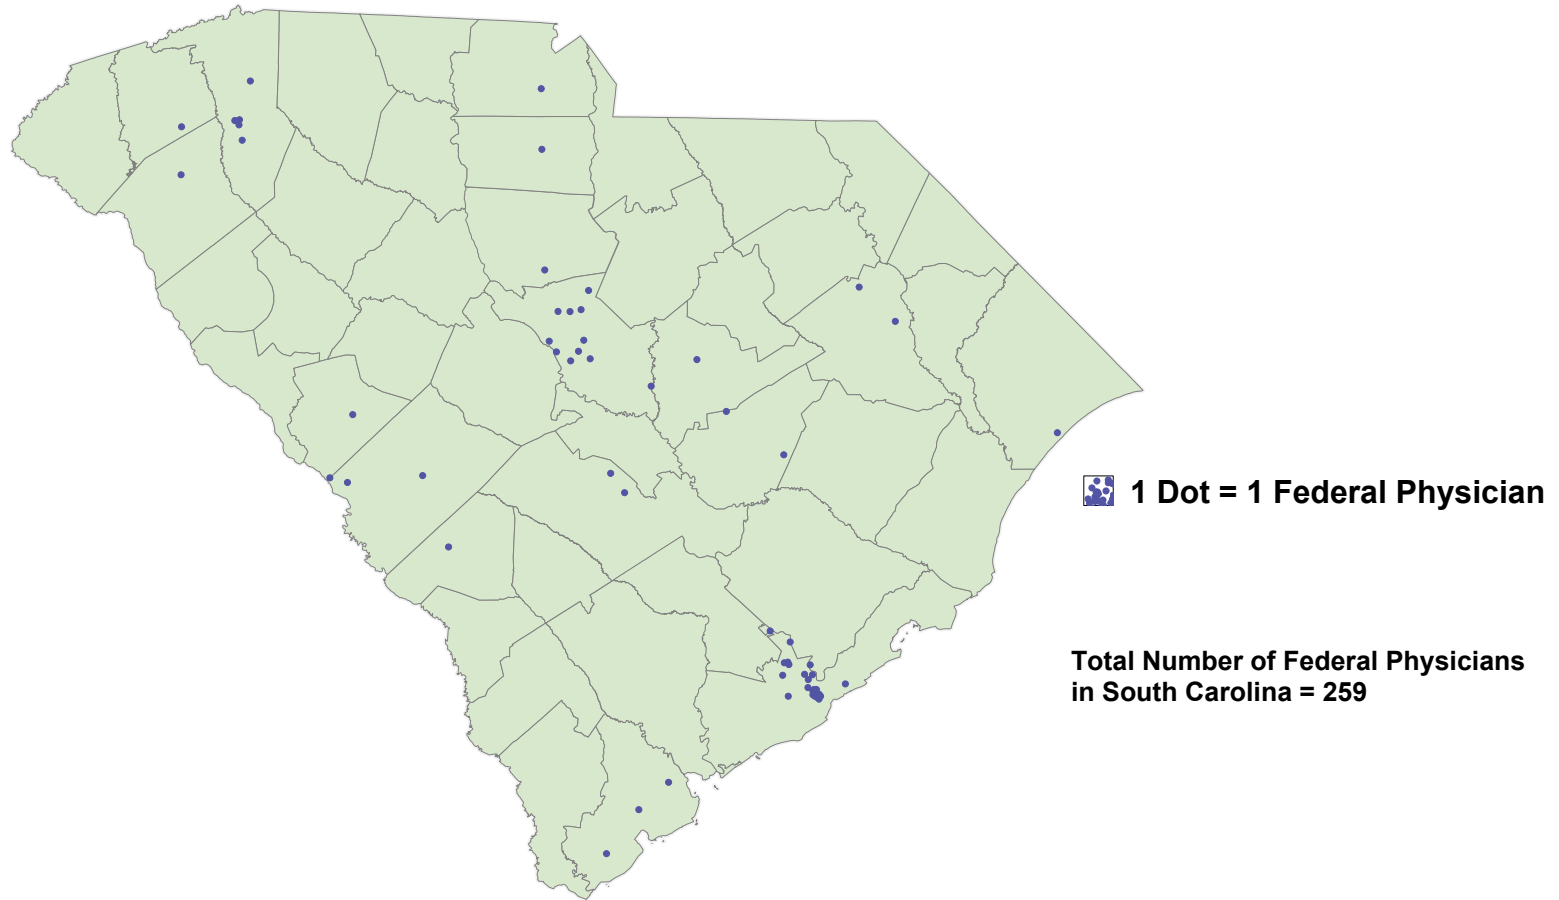 1 Dot = 1 Federal Physician
Total Number of Federal Physicians
in South Carolina = 259